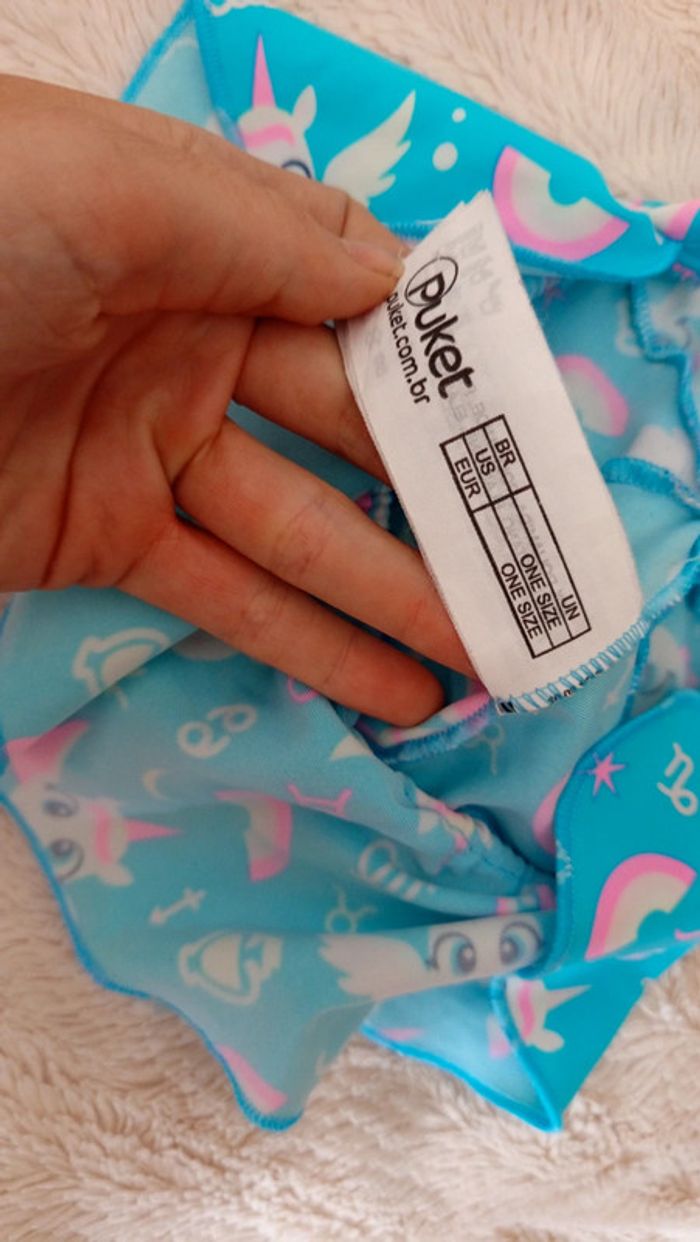 Puket
puket.com.br
BR UN
US ONE SIZE
EUR ONE SIZE